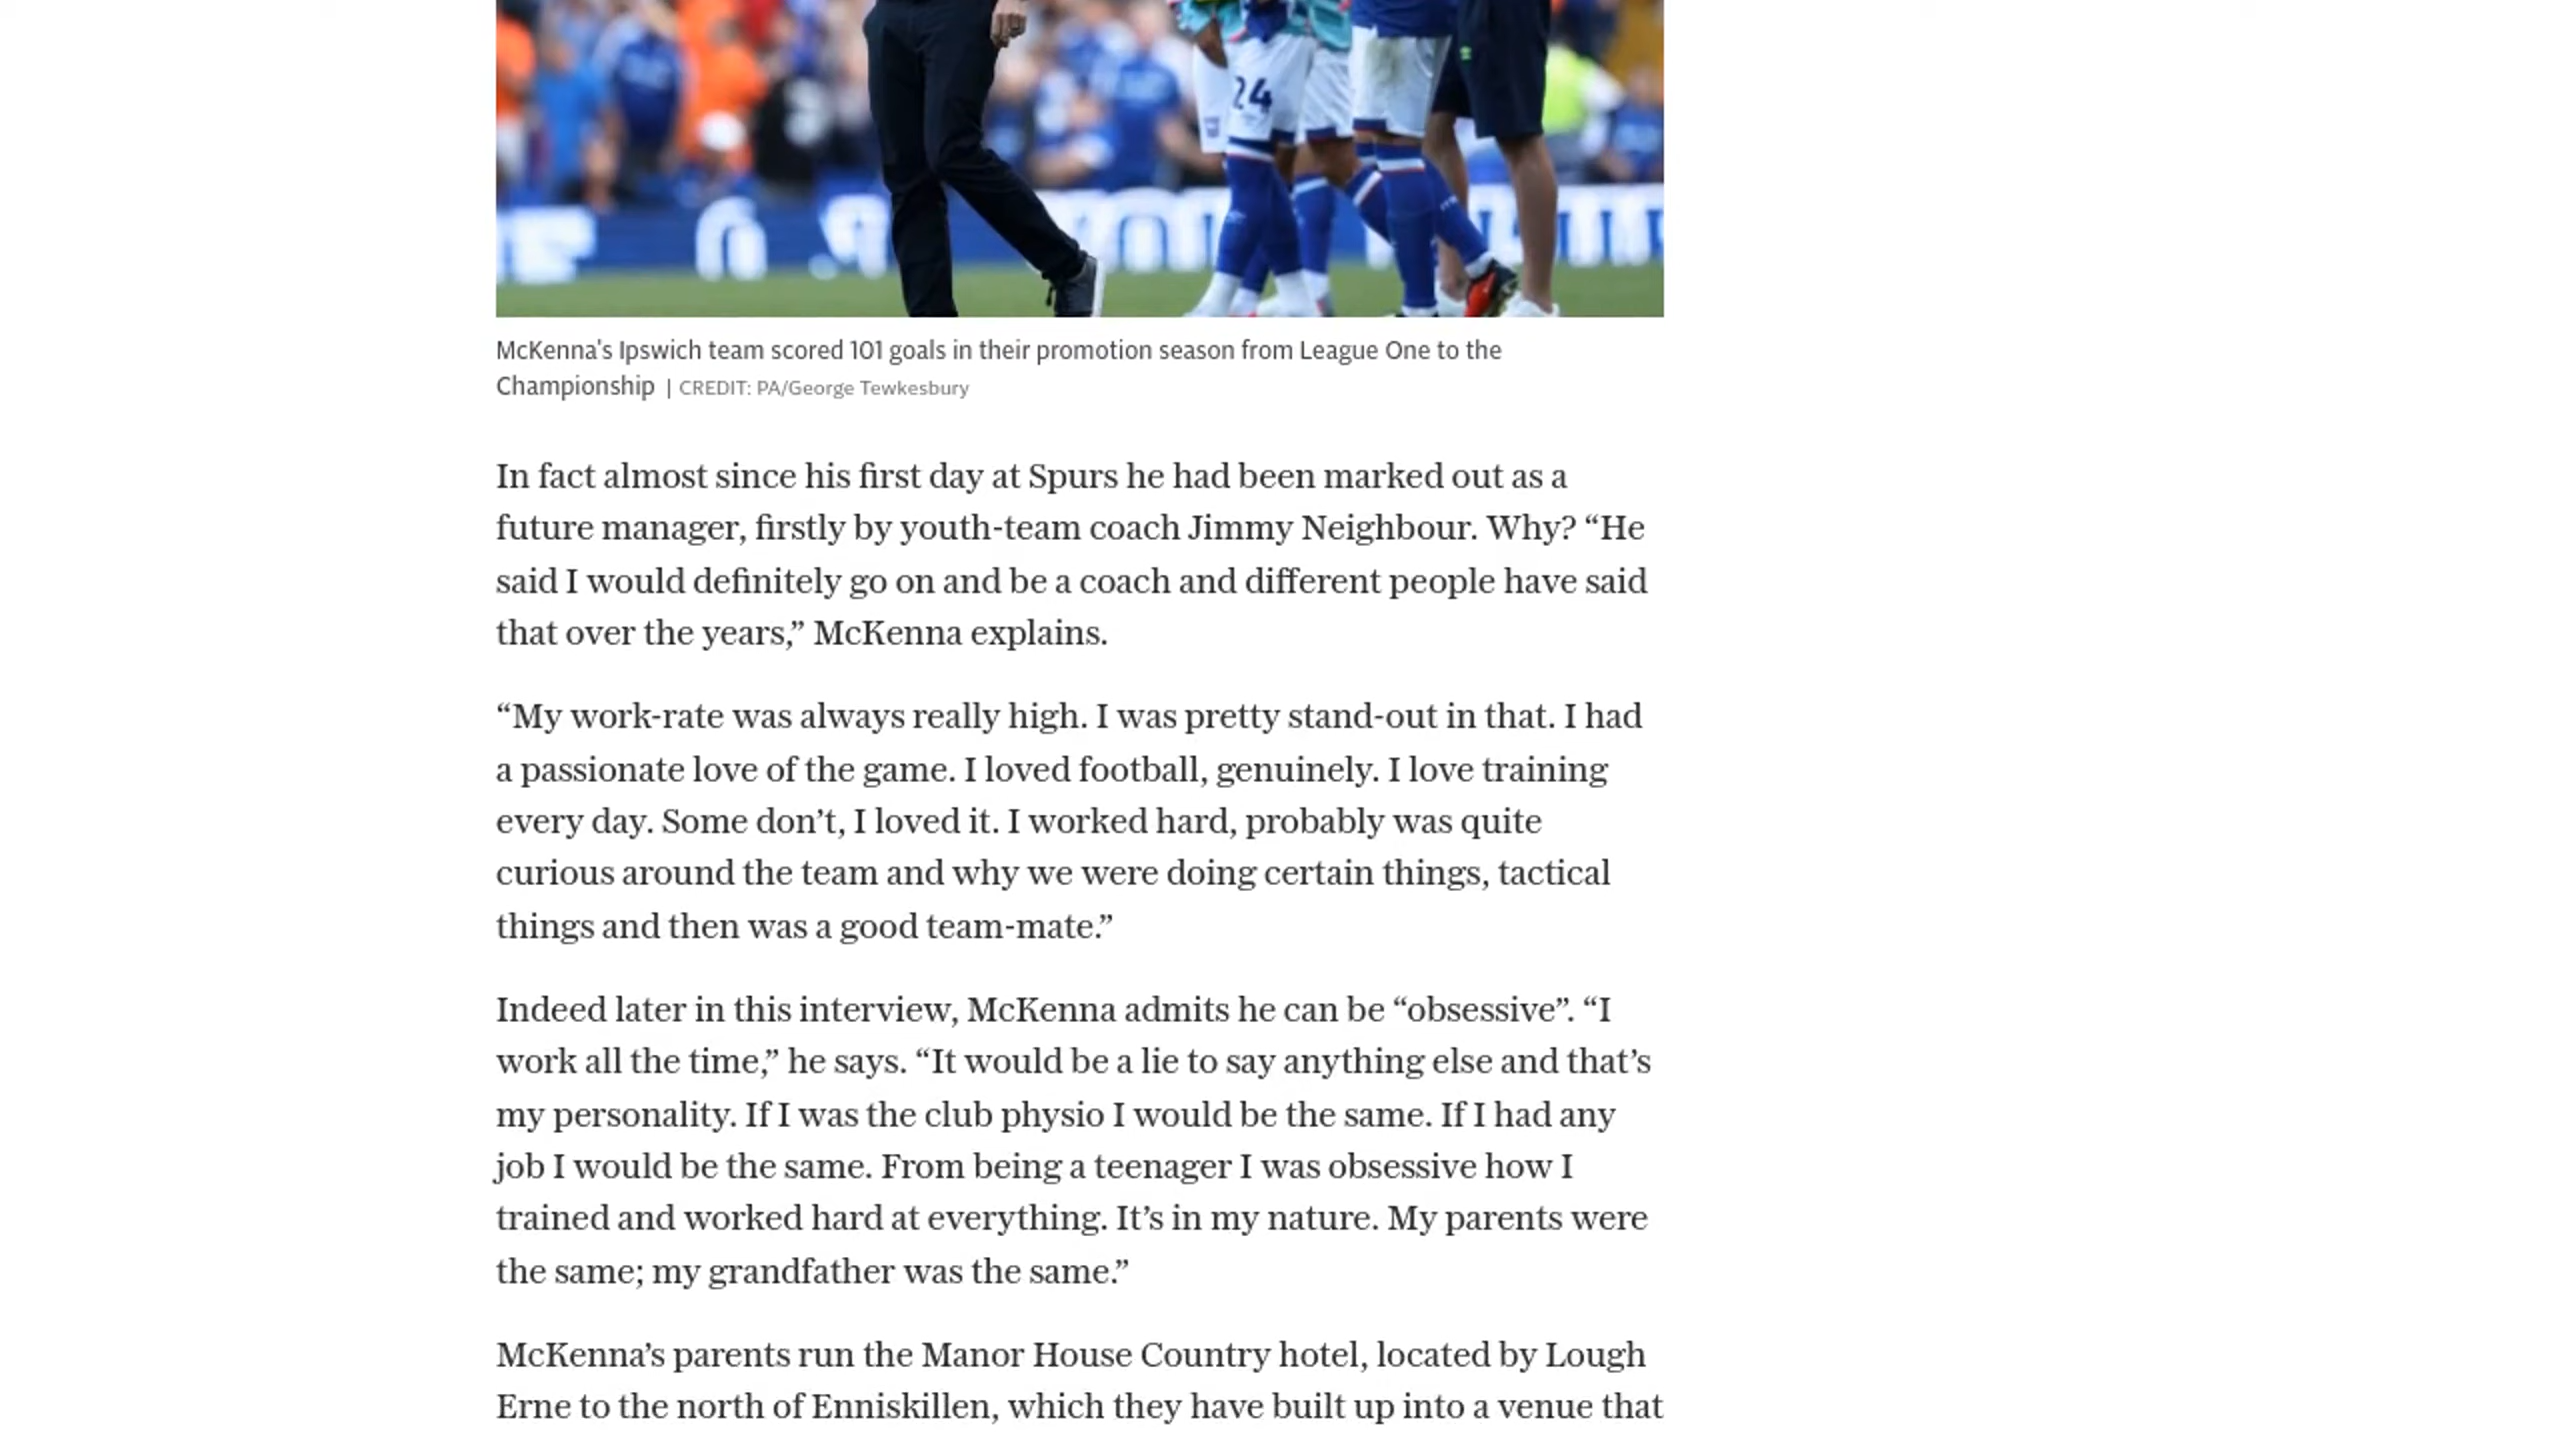 24
McKenna's Ipswich team scored 101 goals in their promotion season from League One to the
Championship | CREDIT: PA/George Tewkesbury
In fact almost since his first day at Spurs he had been marked out as a
future manager, firstly by youth-team coach Jimmy Neighbour. Why? “He
said I would definitely go on and be a coach and different people have said
that over the years,” McKenna explains.
“My work-rate was always really high. I was pretty stand-out in that. I had
a passionate love of the game. I loved football, genuinely. I love training
every day. Some don’t, I loved it. I worked hard, probably was quite
curious around the team and why we were doing certain things, tactical
things and then was a good team-mate.”
Indeed later in this interview, McKenna admits he can be “obsessive”. “I
work all the time,” he says. “It would be a lie to say anything else and that’s
my personality. If I was the club physio I would be the same. If I had any
job I would be the same. From being a teenager I was obsessive how I
trained and worked hard at everything. It’s in my nature. My parents were
the same; my grandfather was the same.”
McKenna’s parents run the Manor House Country hotel, located by Lough
Erne to the north of Enniskillen, which they have built up into a venue that